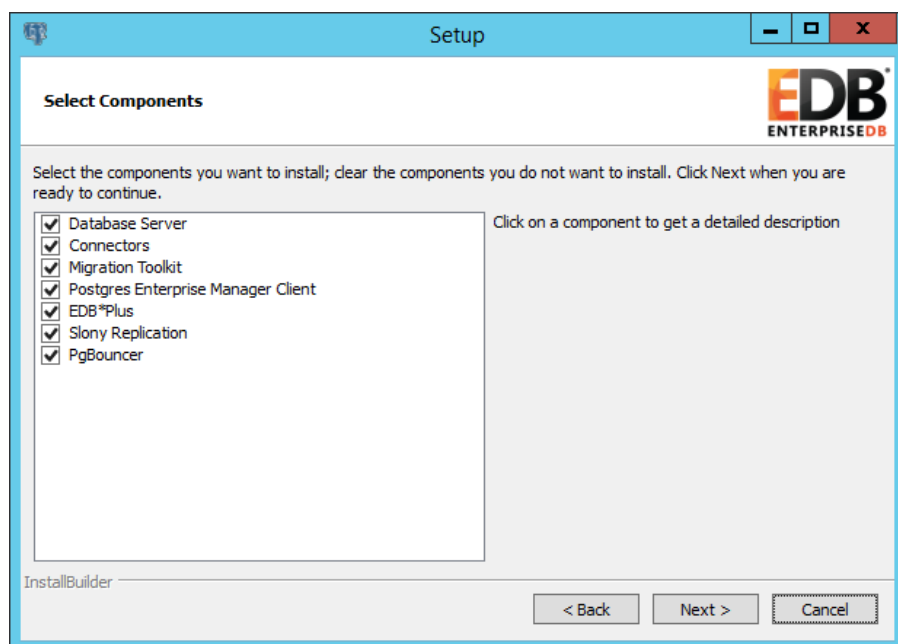 Setup
Select Components
EDB
ENTERPRISEDB
Select the components you want to install; clear the components you do not want to install. Click Next when you are
ready to continue.
Database Server
Connectors
Migration Toolkit
Postgres Enterprise Manager Client
EDB*Plus
Slony Replication
PgBouncer
Click on a component to get a detailed description
InstallBuilder
< Back
Next >
Cancel